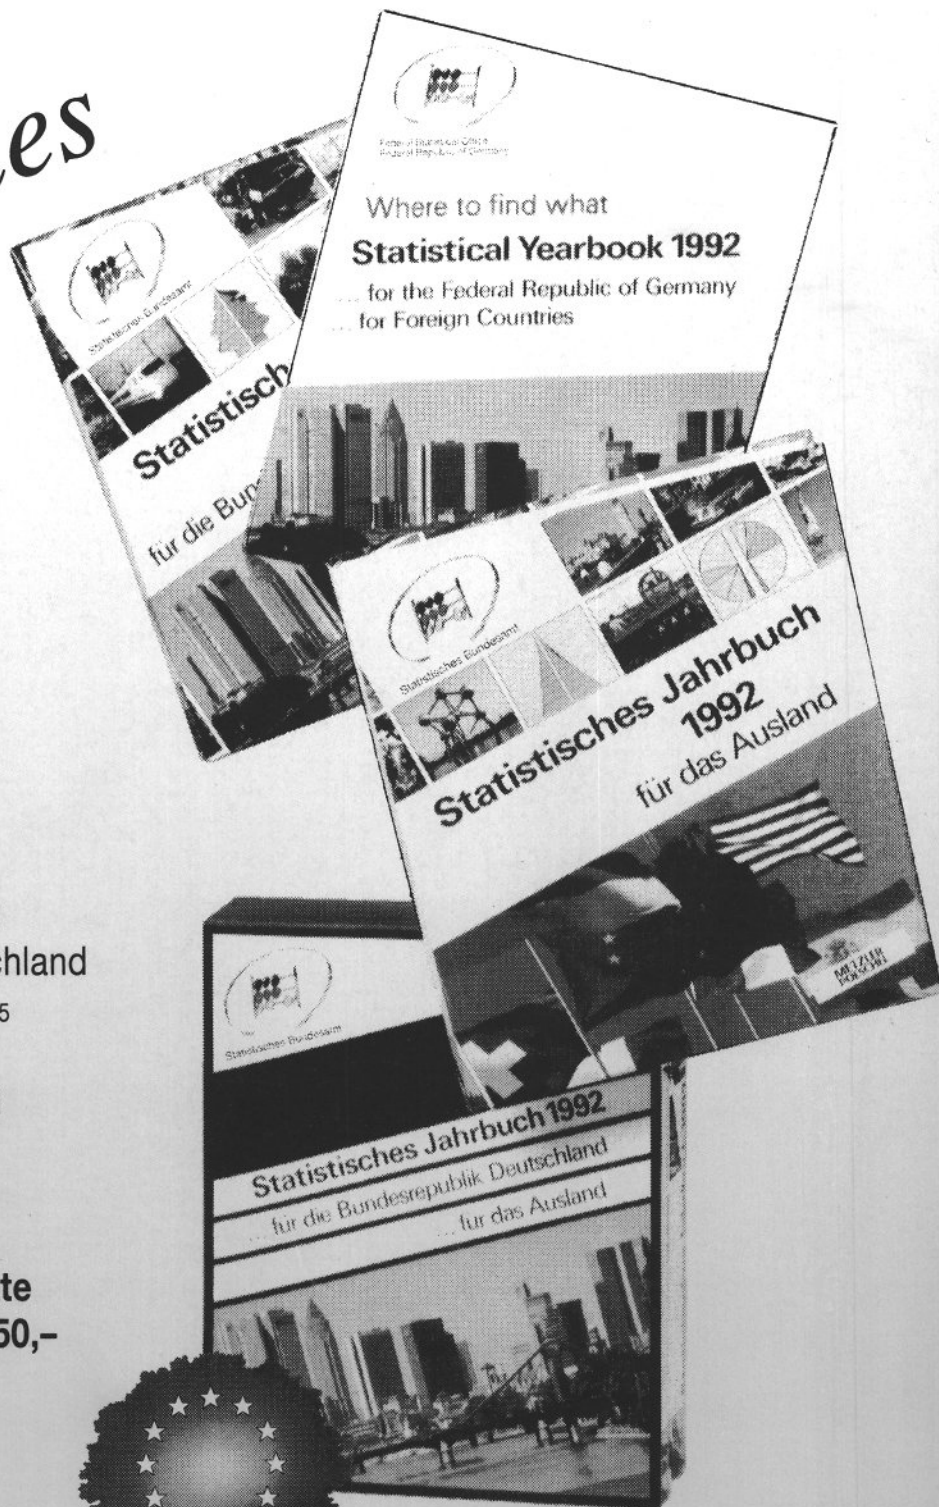 Federal Statistical Office
Federal Republic of Germany
Where to find what
Statistical Yearbook 1992
... for the Federal Republic of Germany
... for Foreign Countries
Statistisches Bundesamt
Statistisch
für die Bun
Statistisches Bundesamt
Statistisches Jahrbuch
1992
für das Ausland
METZLER
POESCHEL
chland
5
Statistisches Bundesamt
Statistisches Jahrbuch 1992
... für die Bundesrepublik Deutschland
... für das Ausland
te
50,–